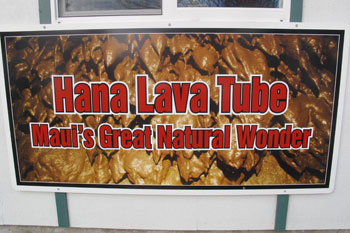 Hana Lava Tube
Maui's Great Natural Wonder